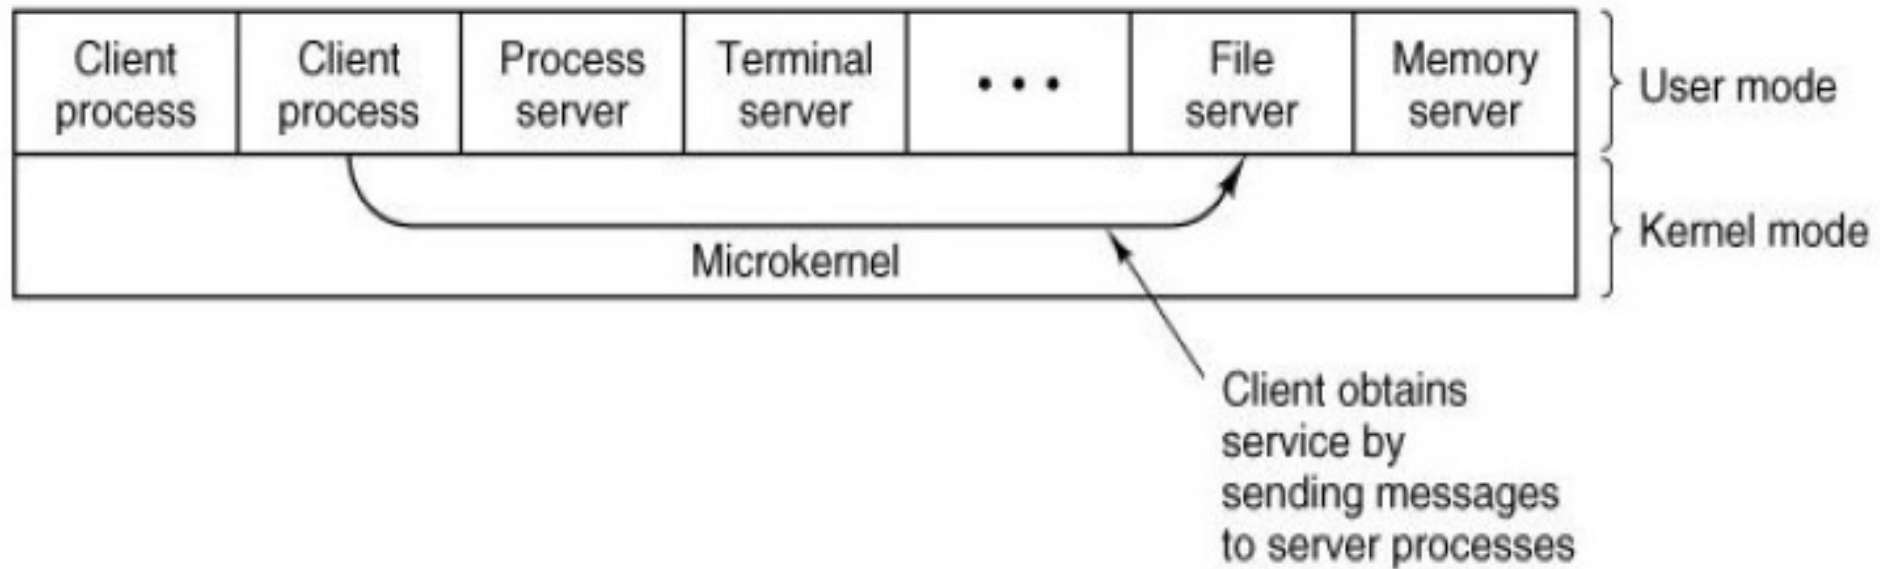 Client
process
Client
process
Process
server
Terminal
server
• • •
File
server
Memory
server
User mode
Microkernel
Kernel mode
Client obtains
service by
sending messages
to server processes